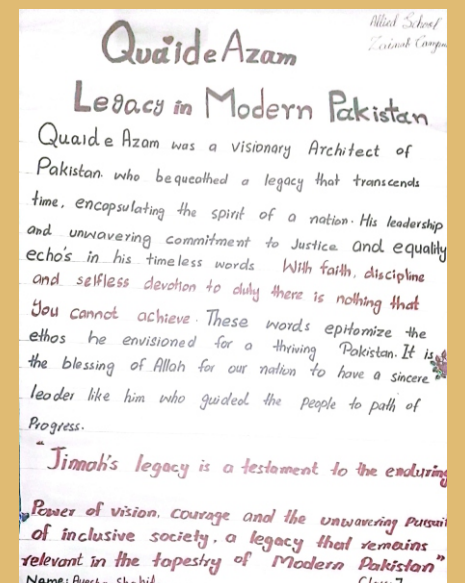 Allied School
Quaide Azam
Legacy in Modern Pakistan
Quaid e Azam was a visionary Architect of
Pakistan. who bequeathed a legacy that transcends
time, encapsulating the spirit of a nation. His leadership
and unwavering commitment to Justice and equality
echo's in his timeless words With faith, discipline
and selfless devotion to duty there is nothing that
you cannot achieve. These words epitomize the
ethos he envisioned for a thriving Pakistan. It is
the blessing of Allah for our nation to have a sincere
leader like him who guided the people to path of
Progress.
"Jinnah's legacy is a testament to the enduring
Power of vision, courage and the unwavering Pursuit
of inclusive society, a legacy that remains
relevant in the tapestry of Modern Pakistan"
Name: Shahid